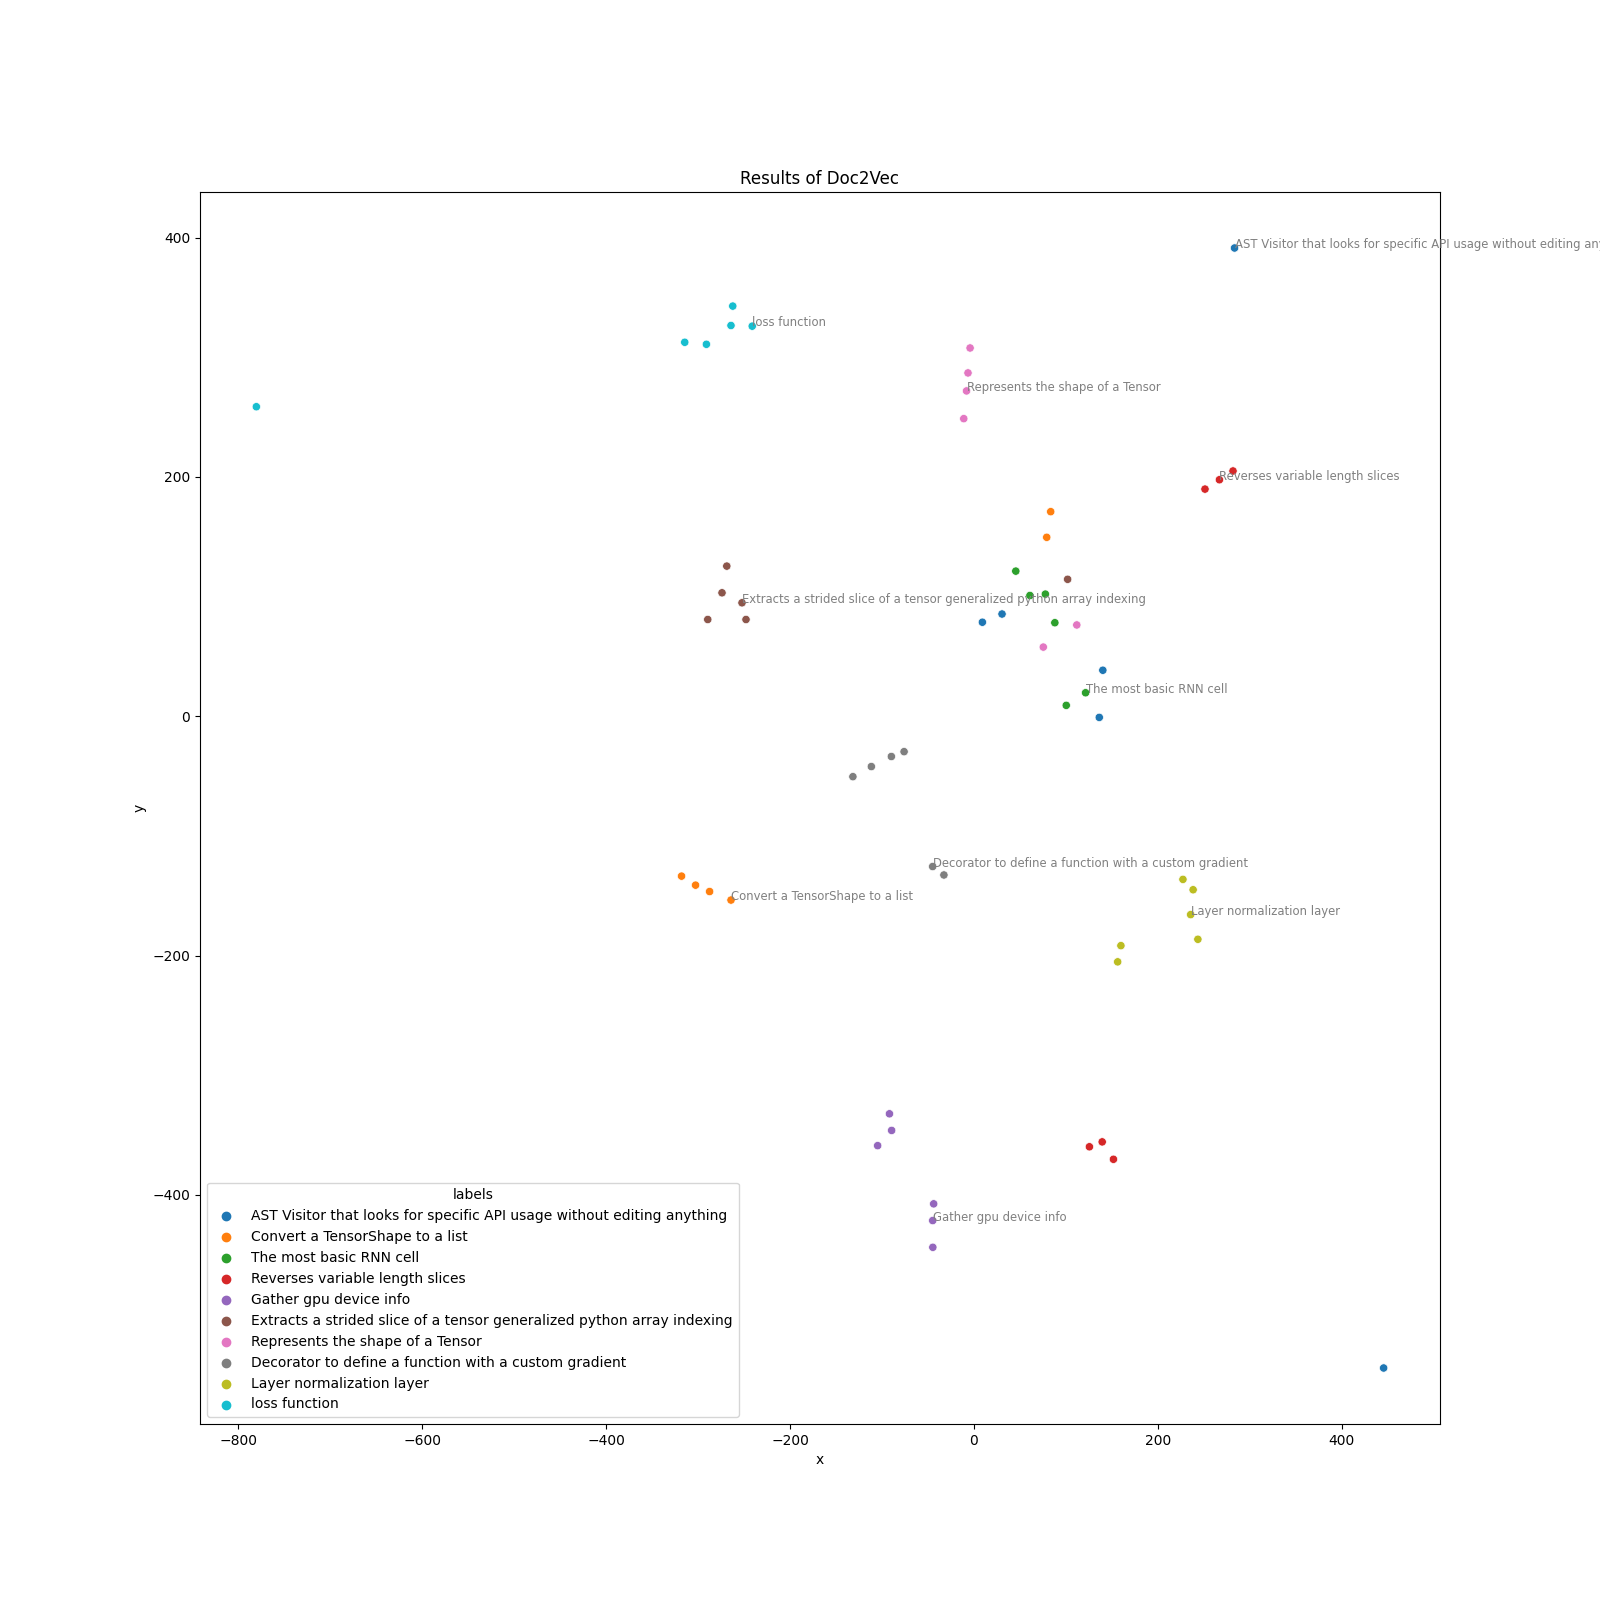 Results of Doc2Vec
400
200
0
−200
−400
y
AST Visitor that looks for specific API usage without editing
loss function
Represents the shape of a Tensor
Reverses variable length slices
Extracts a strided slice of a tensor generalized python array indexing
The most basic RNN cell
Decorator to define a function with a custom gradient
Convert a TensorShape to a list
Layer normalization layer
Gather gpu device info
labels
AST Visitor that looks for specific API usage without editing anything
Convert a TensorShape to a list
The most basic RNN cell
Reverses variable length slices
Gather gpu device info
Extracts a strided slice of a tensor generalized python array indexing
Represents the shape of a Tensor
Decorator to define a function with a custom gradient
Layer normalization layer
loss function
−800 −600 −400 −200 0 200 400
x